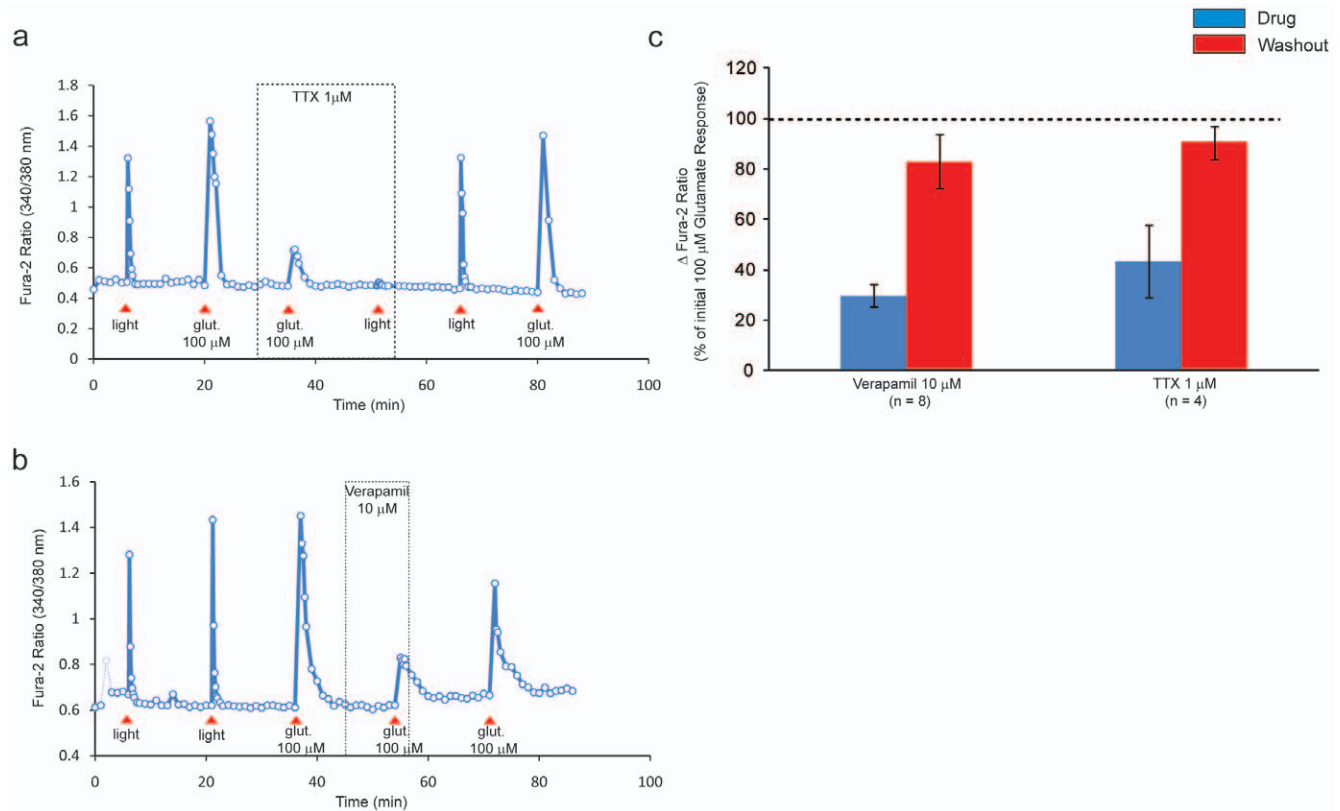 a
Fura-2 Ratio (340/380 nm)
1.8
1.6
1.4
1.2
1
0.8
0.6
0.4
0.2
0
TTX 1μM
light
glut.
100 μM
glut.
100 μM
light
light
glut.
100 μM
0
20
40
60
80
100
Time (min)
b
Fura-2 Ratio (340/380 nm)
1.6
1.4
1.2
1
0.8
0.6
0.4
Verapamil
10 μM
light
light
glut.
100 μM
glut.
100 μM
glut.
100 μM
0
20
40
60
80
100
Time (min)
c
Drug
Washout
Δ Fura-2 Ratio
(% of initial 100 μM Glutamate Response)
120
100
80
60
40
20
0
Verapamil 10 μM
(n = 8)
TTX 1 μM
(n = 4)